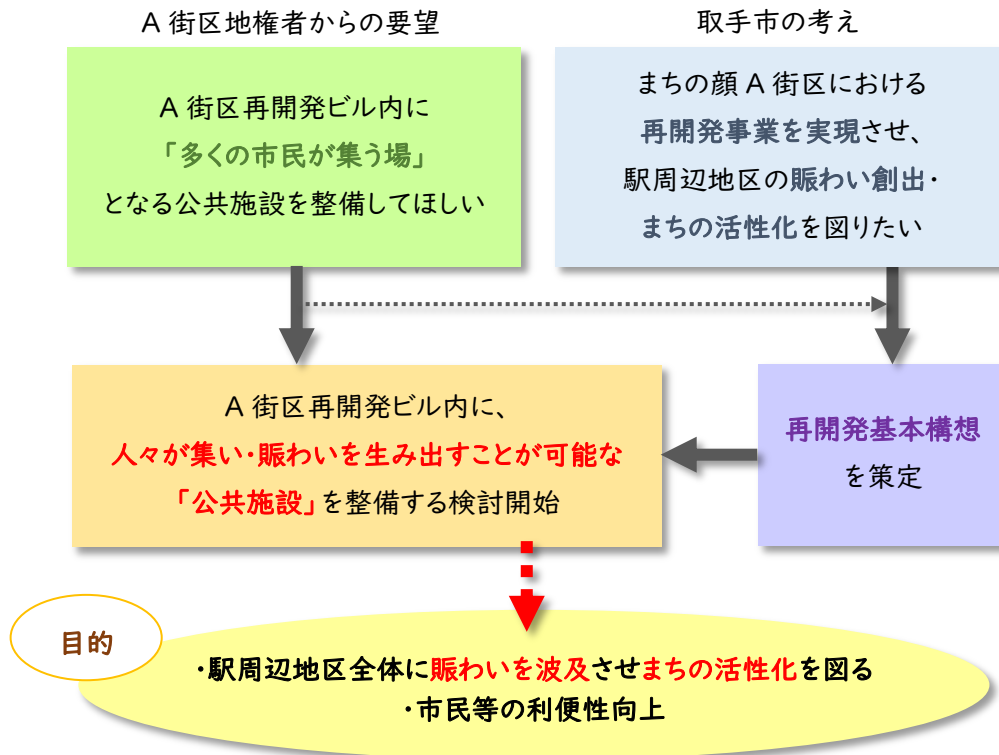 A 街区地権者からの要望
A 街区再開発ビル内に
「多くの市民が集う場」
となる公共施設を整備してほしい
取手市の考え
まちの顔 A 街区における
再開発事業を実現させ、
駅周辺地区の賑わい創出・
まちの活性化を図りたい
A 街区再開発ビル内に、
人々が集い・賑わいを生み出すことが可能な
「公共施設」を整備する検討開始
再開発基本構想
を策定
目的
・駅周辺地区全体に賑わいを波及させまちの活性化を図る
・市民等の利便性向上